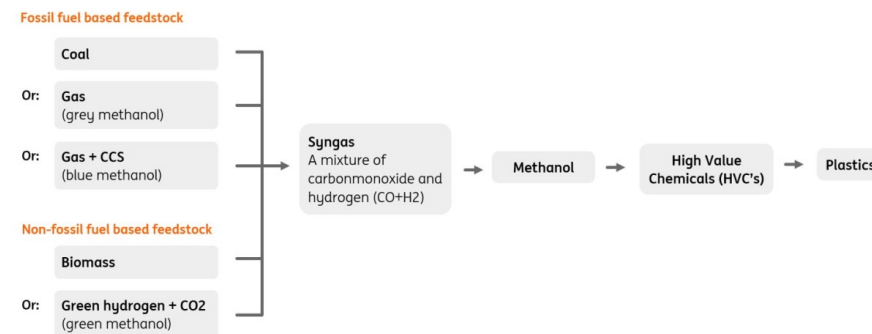 Fossil fuel based feedstock
Coal
Or:
Gas
(grey methanol)
Or:
Gas + CCS
(blue methanol)
Syngas
A mixture of
carbonmonoxide and
hydrogen (CO+H2)
Methanol
High Value
Chemicals (HVC's)
Plastics
Non-fossil fuel based feedstock
Biomass
Or:
Green hydrogen + CO2
(green methanol)